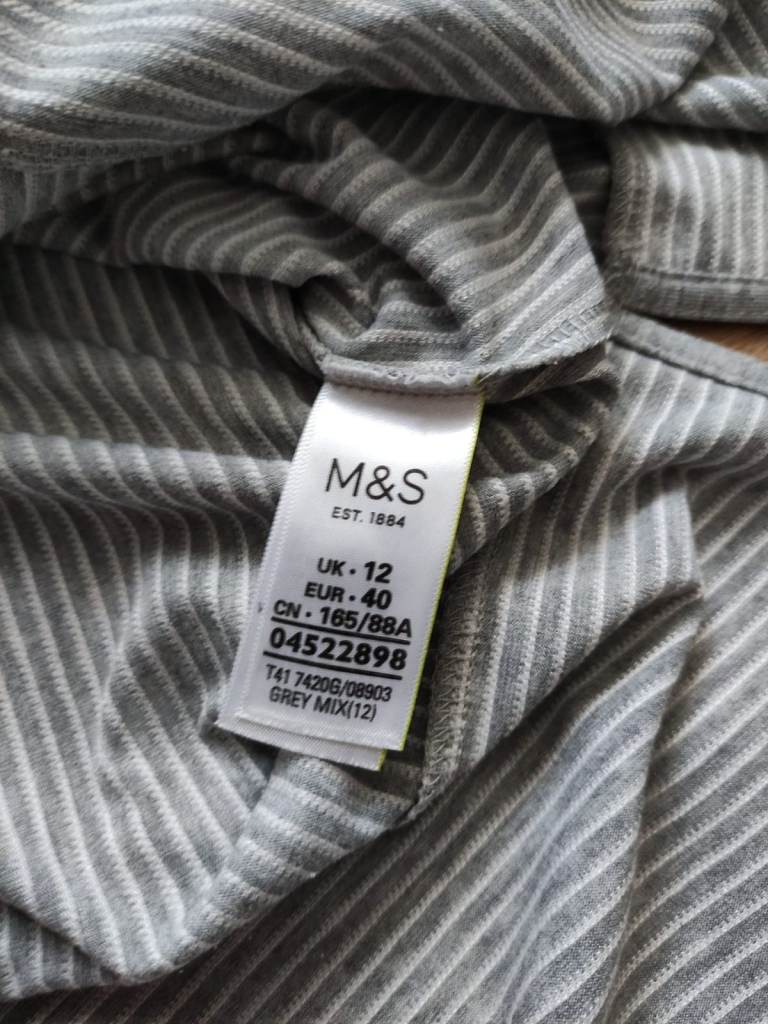 M&S
EST. 1884
UK • 12
EUR • 40
CN • 165/88A
04522898
T41 7420G/08903
GREY MIX(12)